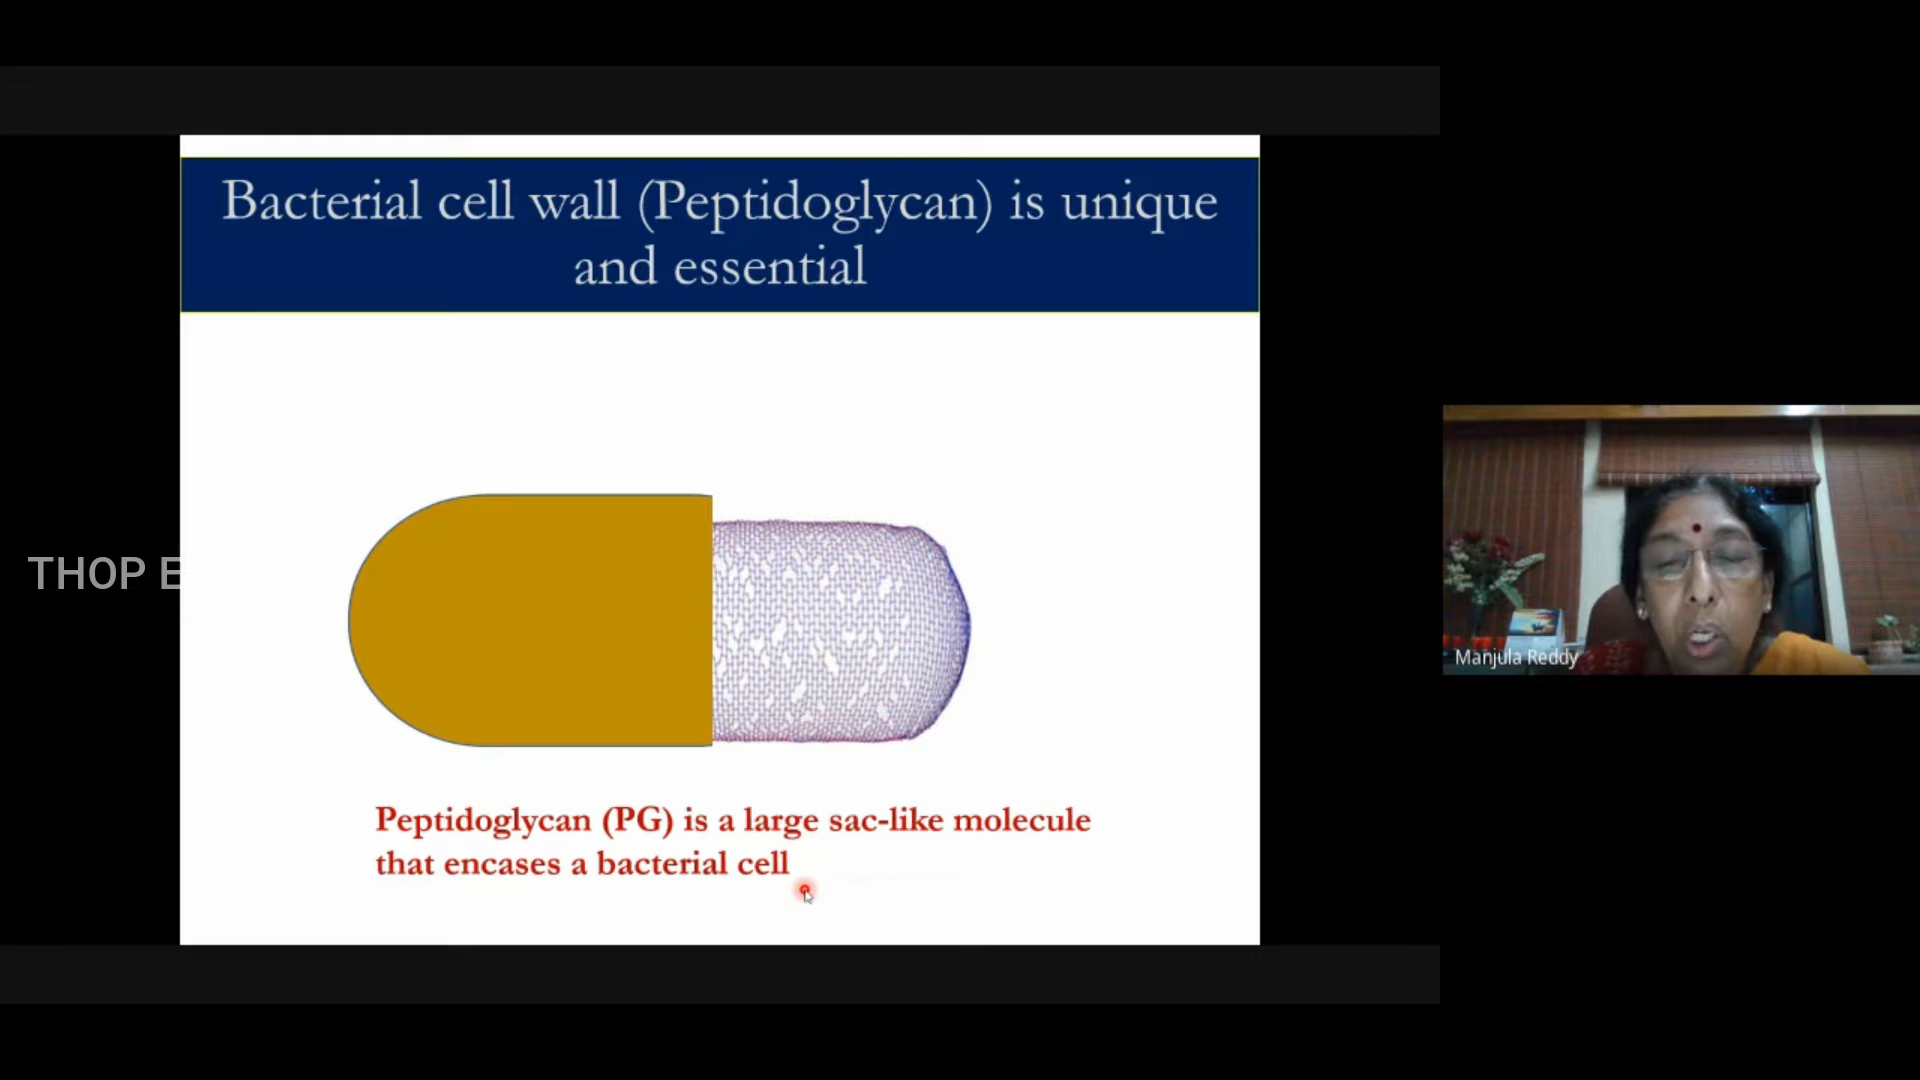 Bacterial cell wall (Peptidoglycan) is unique
and essential
THOP E
Peptidoglycan (PG) is a large sac-like molecule
that encases a bacterial cell
Manjula Reddy